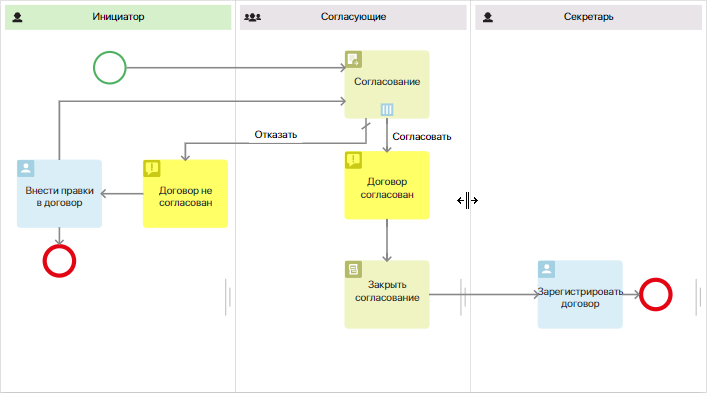 Инициатор
Согласующие
Секретарь
Согласование
Отказать
Согласовать
Внести правки
в договор
Договор не
согласован
Договор
согласован
Закрыть
согласование
Зарегистрировать
договор